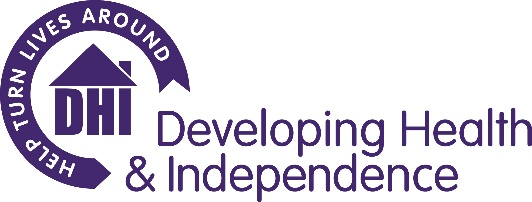 HELP TURN LIVES AROUND
DHI
Developing Health
& Independence